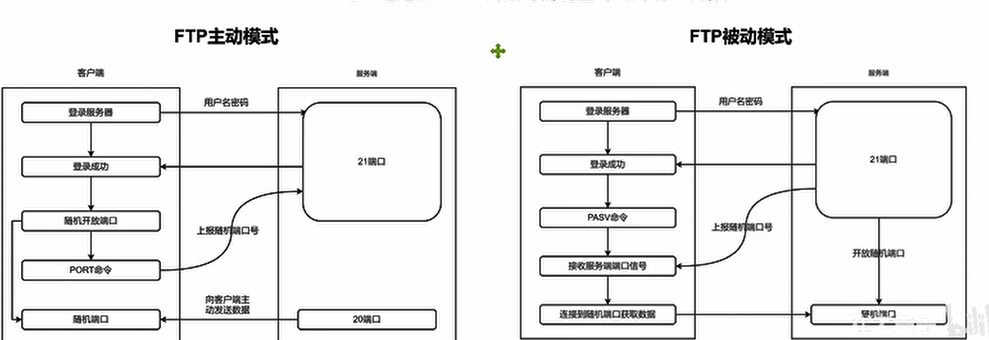 FTP主动模式
客户端
服务端
登录服务器
用户名密码
登录成功
21端口
随机开放端口
上报随机端口号
PORT命令
向客户端主
动发送数据
随机端口
20端口
FTP被动模式
客户端
服务端
登录服务器
用户名密码
登录成功
21端口
PASV命令
上报随机端口号
接收服务端端口信号
开放随机端口
连接到随机端口获取数据
随机端口